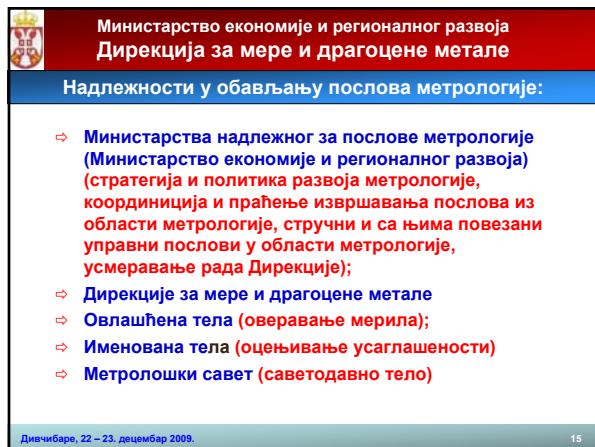 Министарство економије и регионалног развоја
Дирекција за мере и драгоцене метале
Надлежности у обављању послова метрологије:
⇨ Министарства надлежног за послове метрологије
(Министарство економије и регионалног развоја)
(стратегија и политика развоја метрологије,
координиција и праћење извршавања послова из
области метрологије, стручни и са њима повезани
управни послови у области метрологије,
усмеравање рада Дирекције);
⇨ Дирекције за мере и драгоцене метале
⇨ Овлашћена тела (оверавање мерила);
⇨ Именована тела (оцењивање усаглашености)
⇨ Метролошки савет (саветодавно тело)
Дивчибаре, 22 – 23. децембар 2009.
15